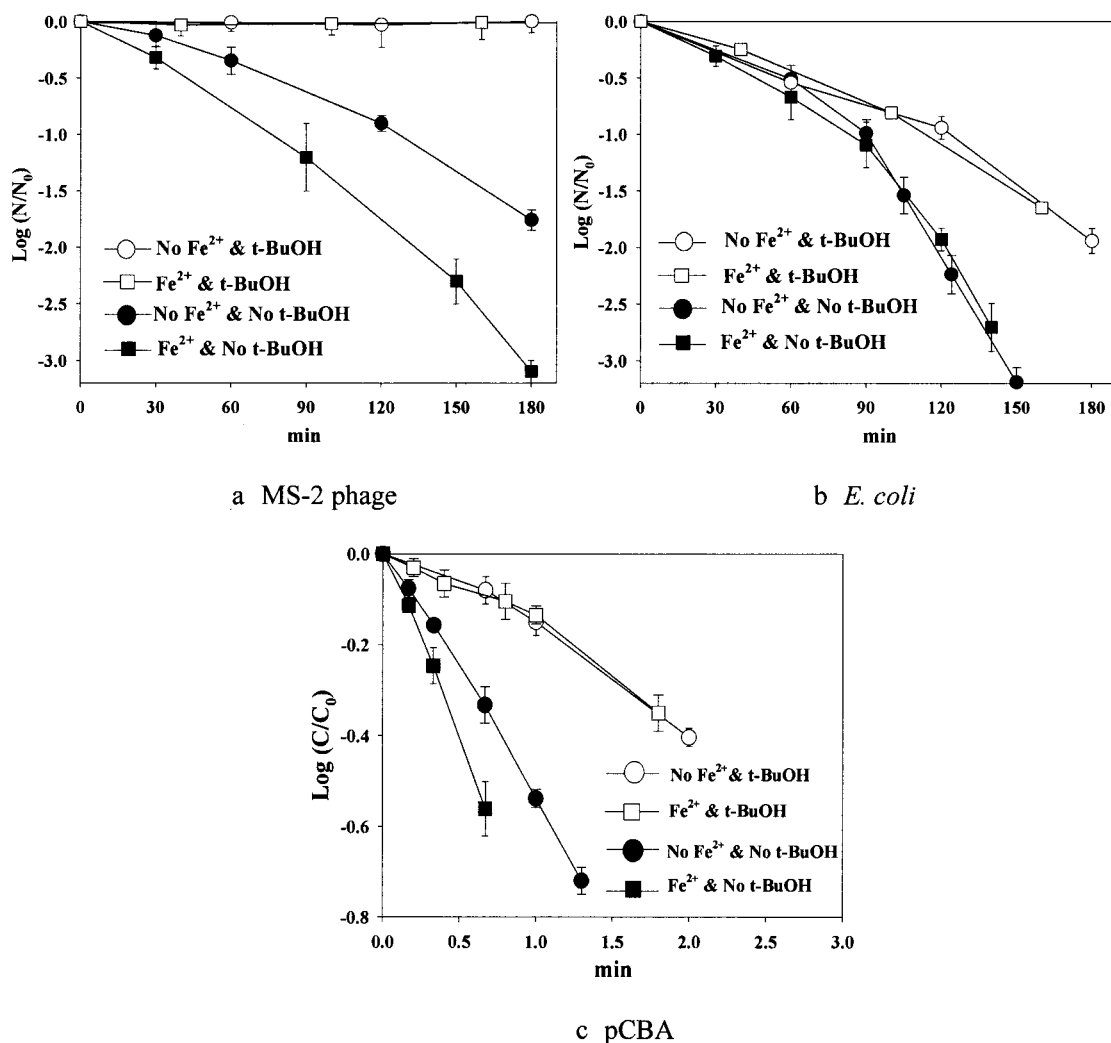 0.0
-0.5
-1.0
-1.5
-2.0
-2.5
-3.0
Log (N/N₀)
No Fe²⁺ & t-BuOH
Fe²⁺ & t-BuOH
No Fe²⁺ & No t-BuOH
Fe²⁺ & No t-BuOH
0 30 60 90 120 150 180
min
a MS-2 phage
0.0
-0.5
-1.0
-1.5
-2.0
-2.5
-3.0
Log (N/N₀)
No Fe²⁺ & t-BuOH
Fe²⁺ & t-BuOH
No Fe²⁺ & No t-BuOH
Fe²⁺ & No t-BuOH
0 30 60 90 120 150 180
min
b E. coli
0.0
-0.2
-0.4
-0.6
-0.8
Log (C/C₀)
No Fe²⁺ & t-BuOH
Fe²⁺ & t-BuOH
No Fe²⁺ & No t-BuOH
Fe²⁺ & No t-BuOH
0.0 0.5 1.0 1.5 2.0 2.5 3.0
min
c pCBA